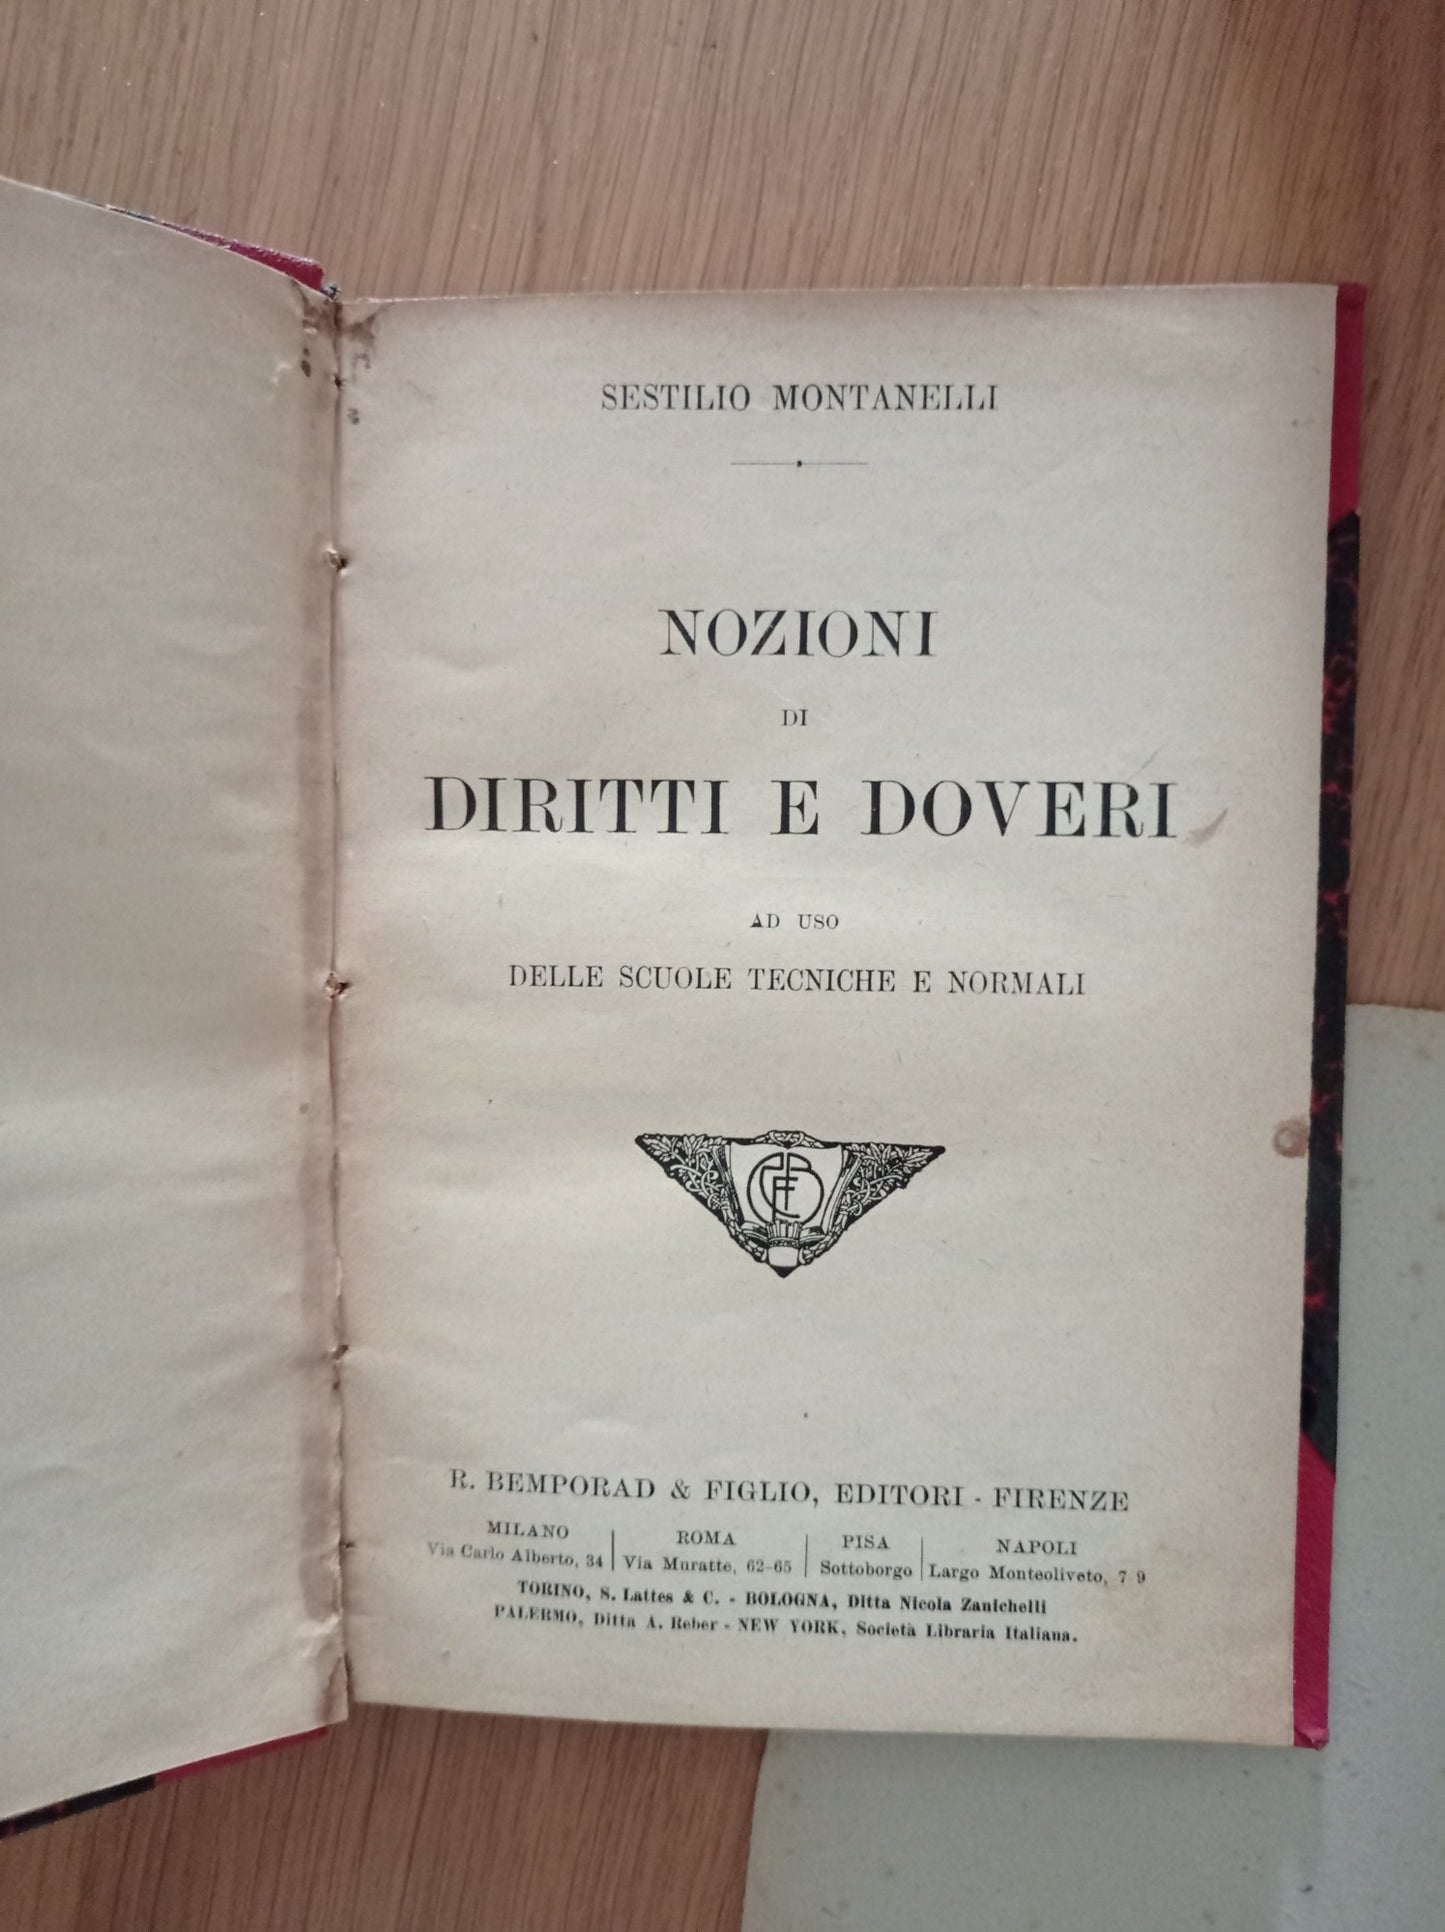 SESTILIO MONTANELLI
NOZIONI
DI
DIRITTI E DOVERI
AD USO
DELLE SCUOLE TECNICHE E NORMALI
R. BEMPORAD & FIGLIO, EDITORI - FIRENZE
MILANO | ROMA | PISA | NAPOLI
Via Carlo Alberto, 34 | Via Muratte, 62-65 | Sottoborgo | Largo Monteoliveto, 7 9
TORINO, S. Lattes & C. - BOLOGNA, Ditta Nicola Zanichelli
PALERMO, Ditta A. Reber - NEW YORK, Società Libraria Italiana.